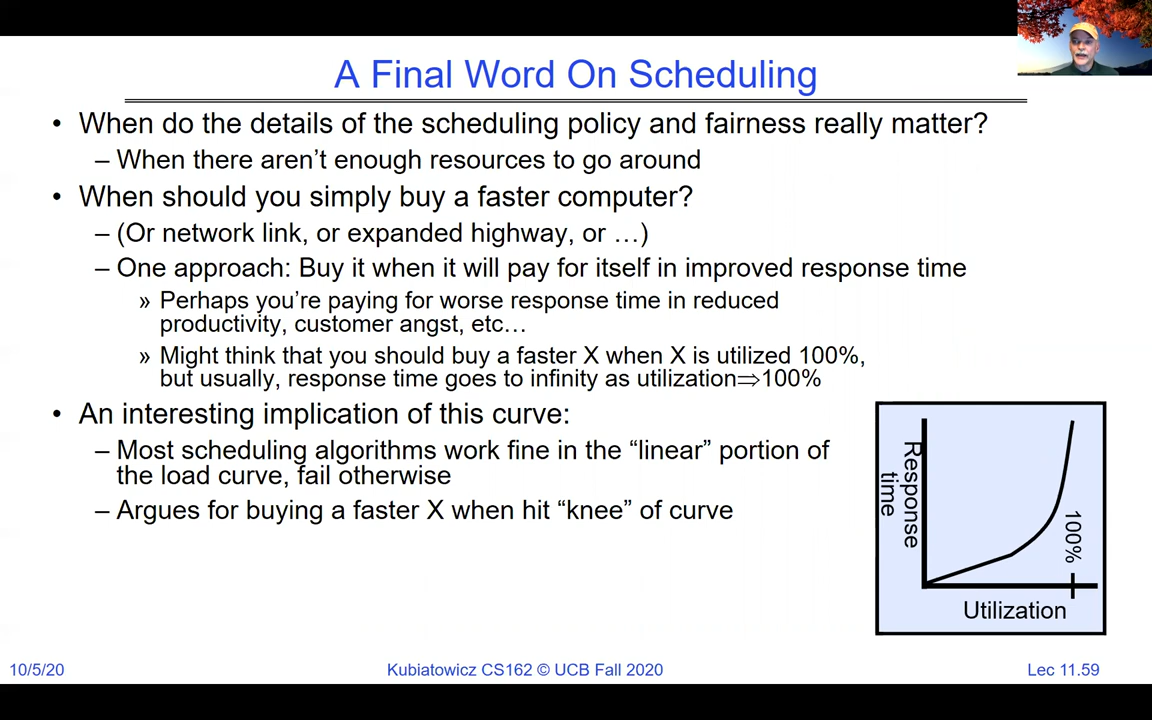 A Final Word On Scheduling
• When do the details of the scheduling policy and fairness really matter?
– When there aren't enough resources to go around
• When should you simply buy a faster computer?
– (Or network link, or expanded highway, or …)
– One approach: Buy it when it will pay for itself in improved response time
» Perhaps you're paying for worse response time in reduced
productivity, customer angst, etc…
» Might think that you should buy a faster X when X is utilized 100%,
but usually, response time goes to infinity as utilization⇒100%
• An interesting implication of this curve:
– Most scheduling algorithms work fine in the “linear” portion of
the load curve, fail otherwise
– Argues for buying a faster X when hit “knee” of curve
Response
time
100%
Utilization
10/5/20
Kubiatowicz CS162 © UCB Fall 2020
Lec 11.59